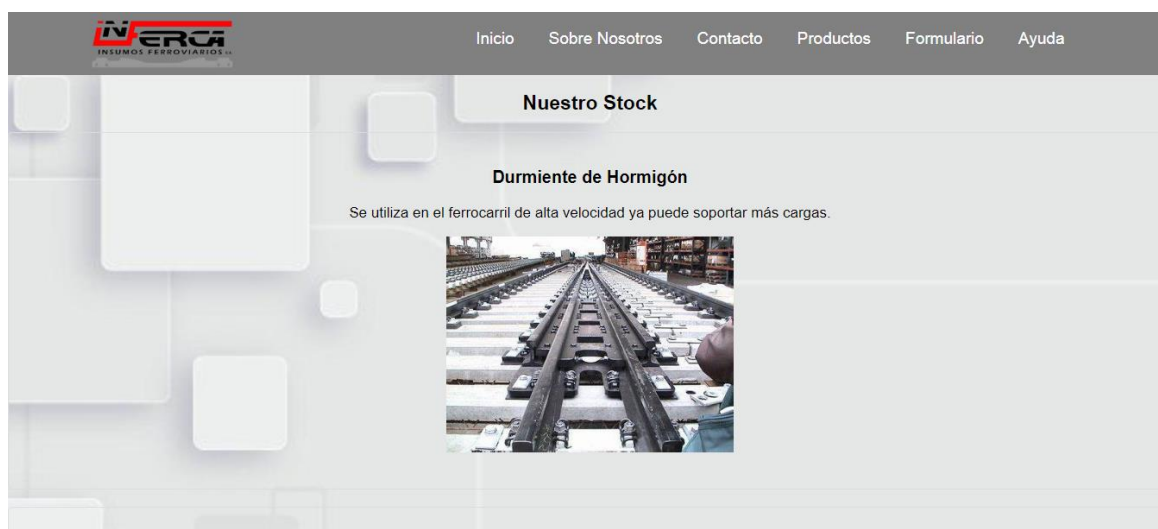 INFERCA
INSUMOS FERROVIARIOS
Inicio Sobre Nosotros Contacto Productos Formulario Ayuda
Nuestro Stock
Durmiente de Hormigón
Se utiliza en el ferrocarril de alta velocidad ya puede soportar más cargas.